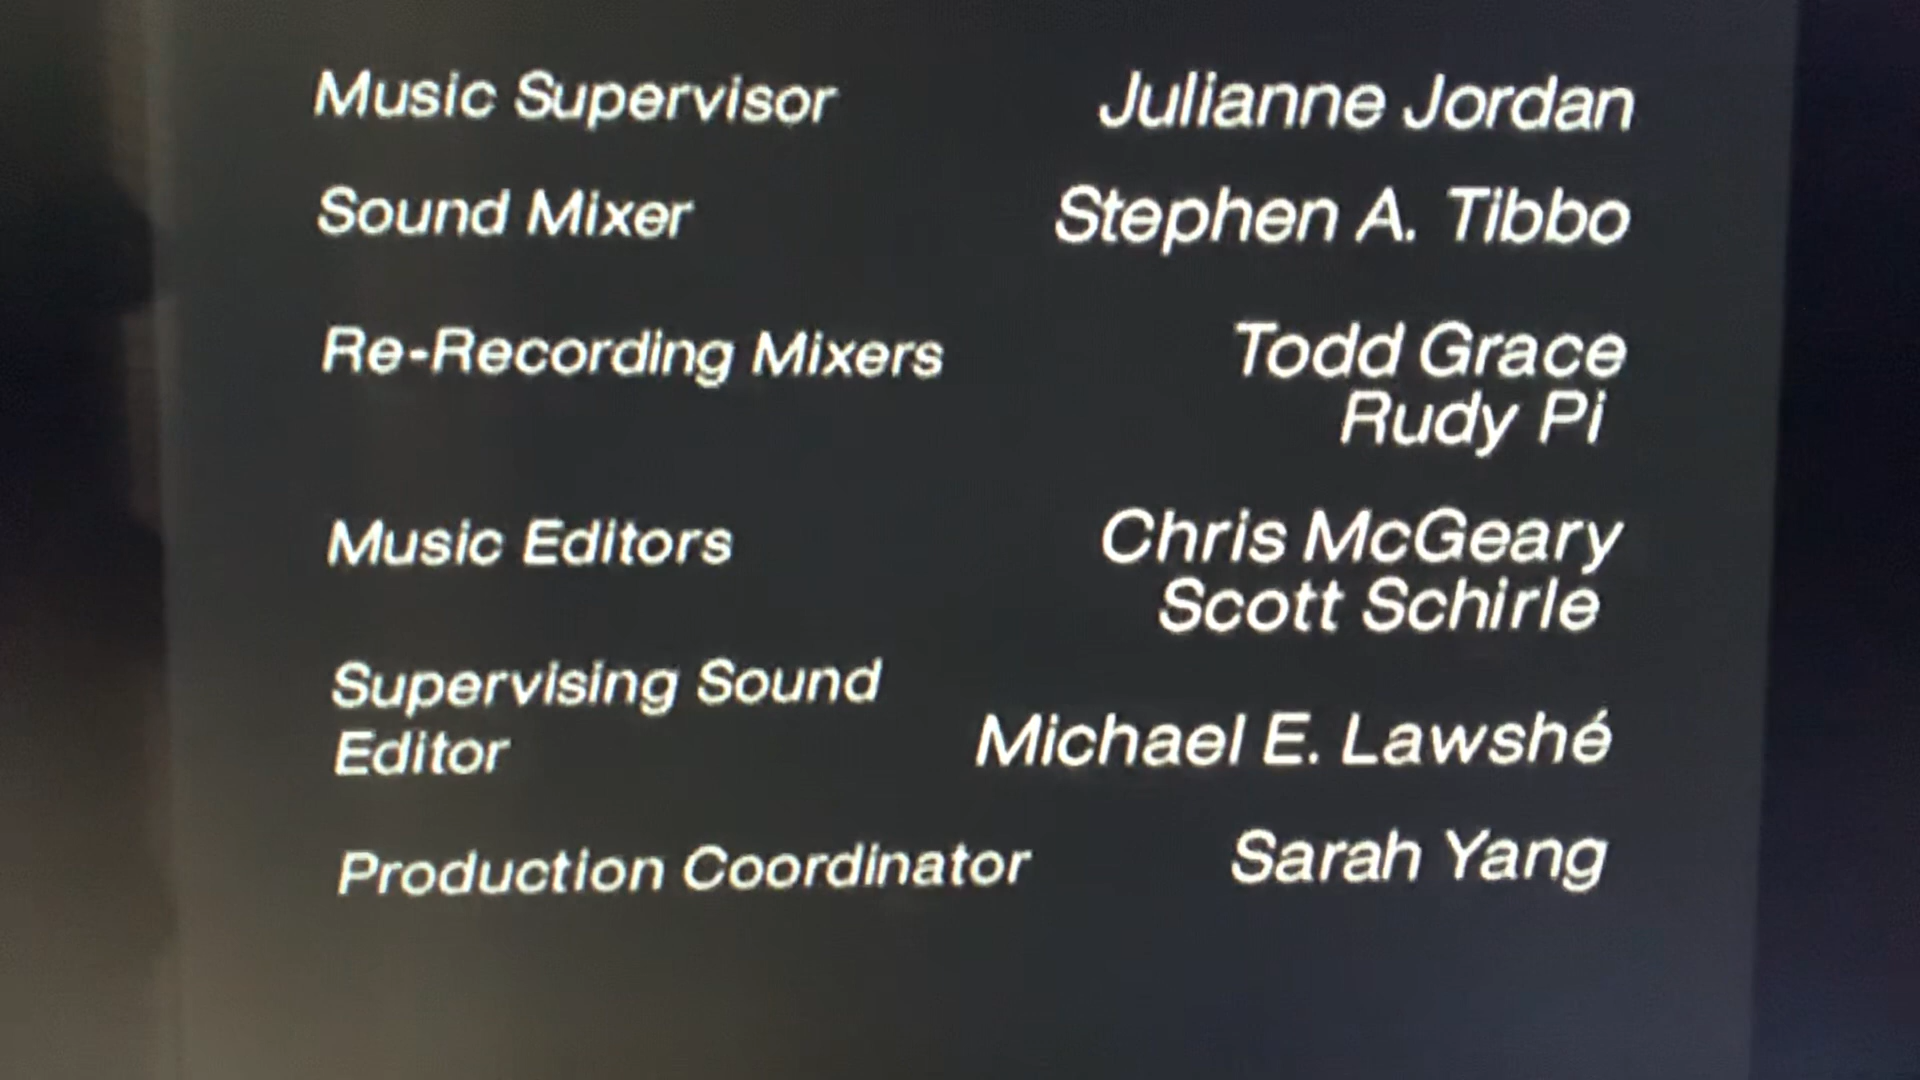 Music Supervisor Julianne Jordan
Sound Mixer Stephen A. Tibbo
Re-Recording Mixers Todd Grace
Rudy Pi
Music Editors Chris McGeary
Scott Schirle
Supervising Sound
Editor Michael E. Lawshé
Production Coordinator Sarah Yang